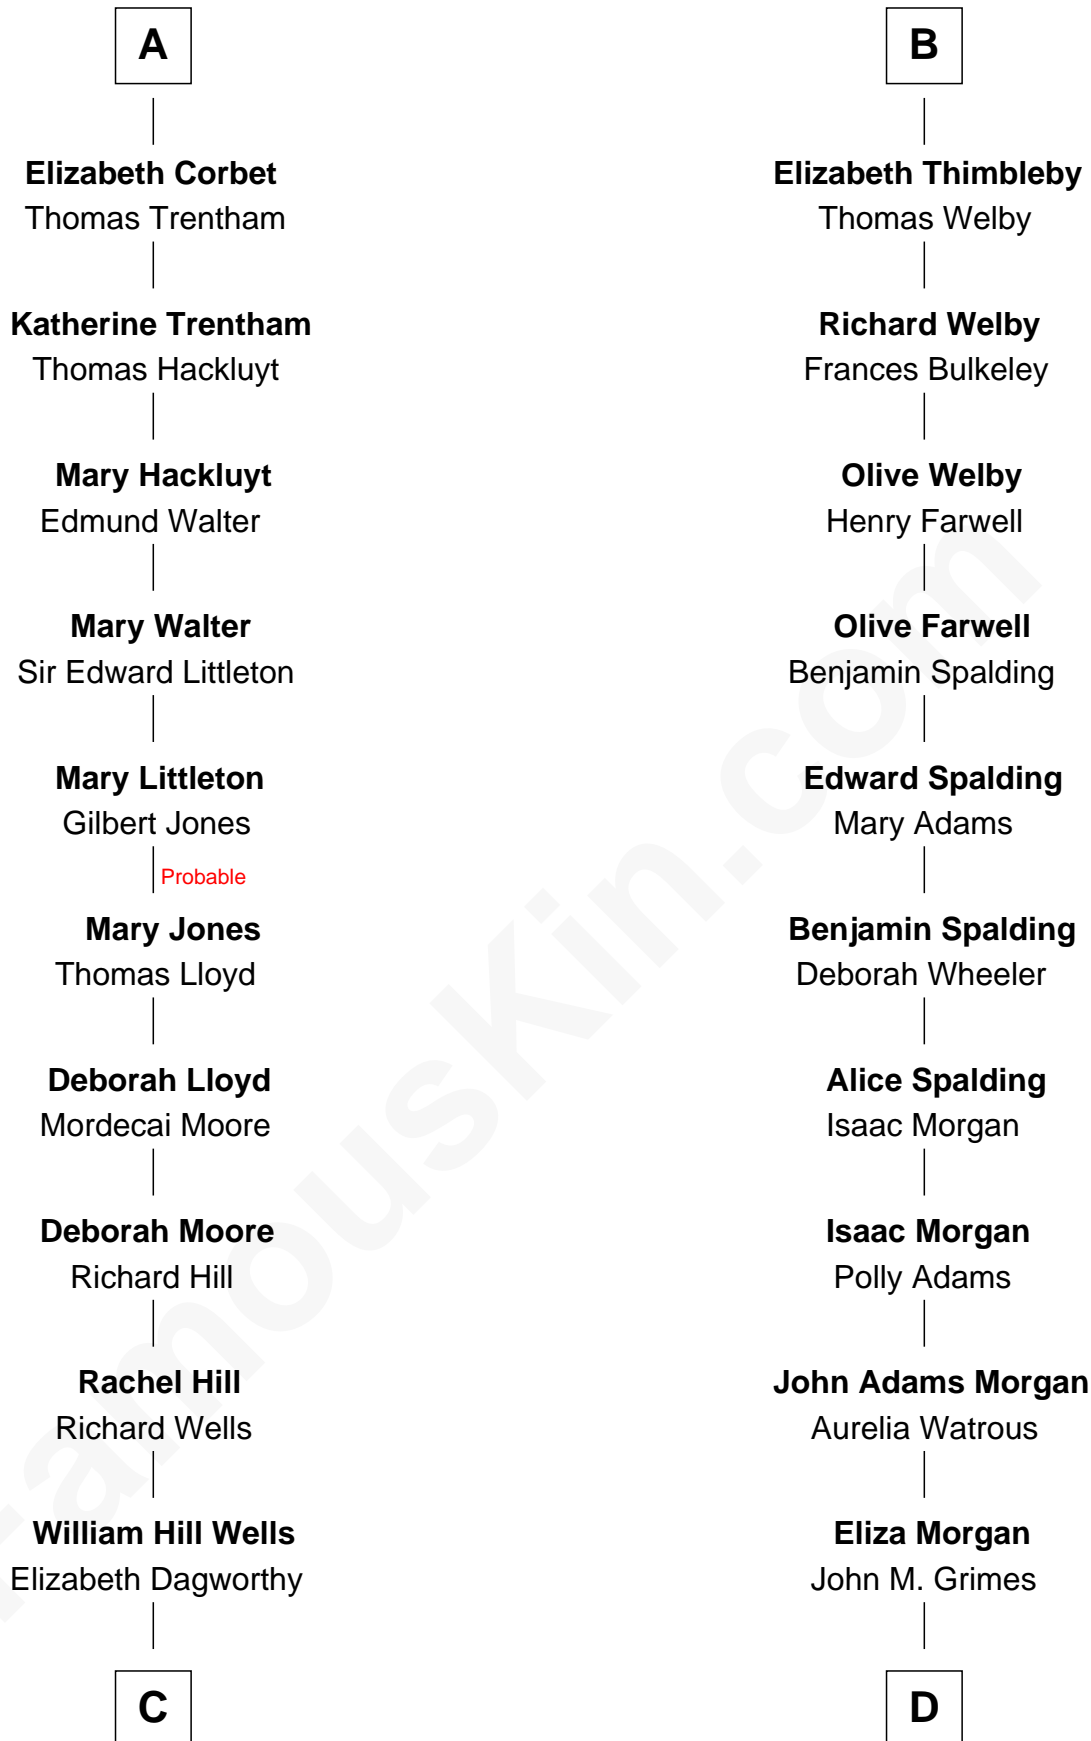 A
Elizabeth Corbet
Thomas Trentham
Katherine Trentham
Thomas Hackluyt
Mary Hackluyt
Edmund Walter
Mary Walter
Sir Edward Littleton
Mary Littleton
Gilbert Jones
Probable
Mary Jones
Thomas Lloyd
Deborah Lloyd
Mordecai Moore
Deborah Moore
Richard Hill
Rachel Hill
Richard Wells
William Hill Wells
Elizabeth Dagworthy
C
B
Elizabeth Thimbleby
Thomas Welby
Richard Welby
Frances Bulkeley
Olive Welby
Henry Farwell
Olive Farwell
Benjamin Spalding
Edward Spalding
Mary Adams
Benjamin Spalding
Deborah Wheeler
Alice Spalding
Isaac Morgan
Isaac Morgan
Polly Adams
John Adams Morgan
Aurelia Watrous
Eliza Morgan
John M. Grimes
D
FamousKin.com